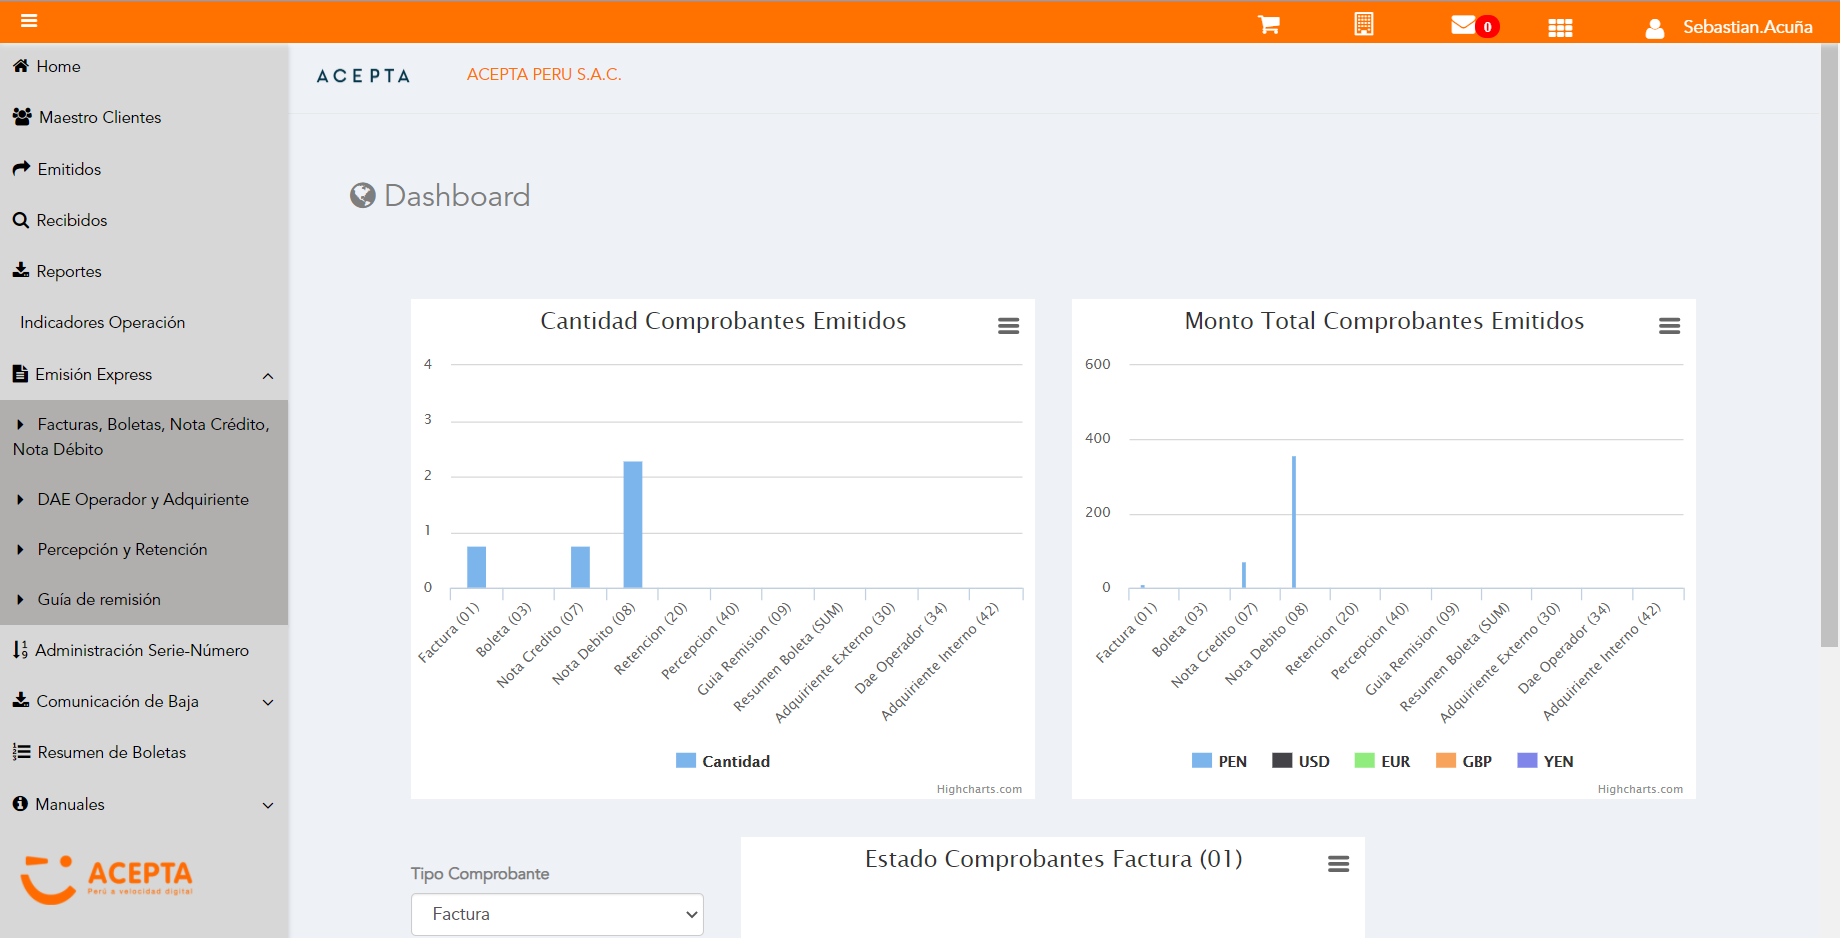 0
Sebastian.Acuña
Home
Maestro Clientes
Emitidos
Recibidos
Reportes
Indicadores Operación
Emisión Express
Facturas, Boletas, Nota Crédito,
Nota Débito
DAE Operador y Adquiriente
Percepción y Retención
Guía de remisión
Administración Serie-Número
Comunicación de Baja
Resumen de Boletas
Manuales
ACEPTA
Perú a velocidad digital
ACEPTA
ACEPTA PERU S.A.C.
Dashboard
Cantidad Comprobantes Emitidos
4
3
2
1
0
Factura (01)
Boleta (03)
Nota Credito (07)
Nota Debito (08)
Retencion (20)
Percepcion (40)
Guia Remision (09)
Resumen Boleta (SUM)
Adquiriente Externo (30)
Dae Operador (34)
Adquiriente Interno (42)
Cantidad
Highcharts.com
Monto Total Comprobantes Emitidos
600
400
200
0
Factura (01)
Boleta (03)
Nota Credito (07)
Nota Debito (08)
Retencion (20)
Percepcion (40)
Guia Remision (09)
Resumen Boleta (SUM)
Adquiriente Externo (30)
Dae Operador (34)
Adquiriente Interno (42)
PEN USD EUR GBP YEN
Highcharts.com
Tipo Comprobante
Factura
Estado Comprobantes Factura (01)